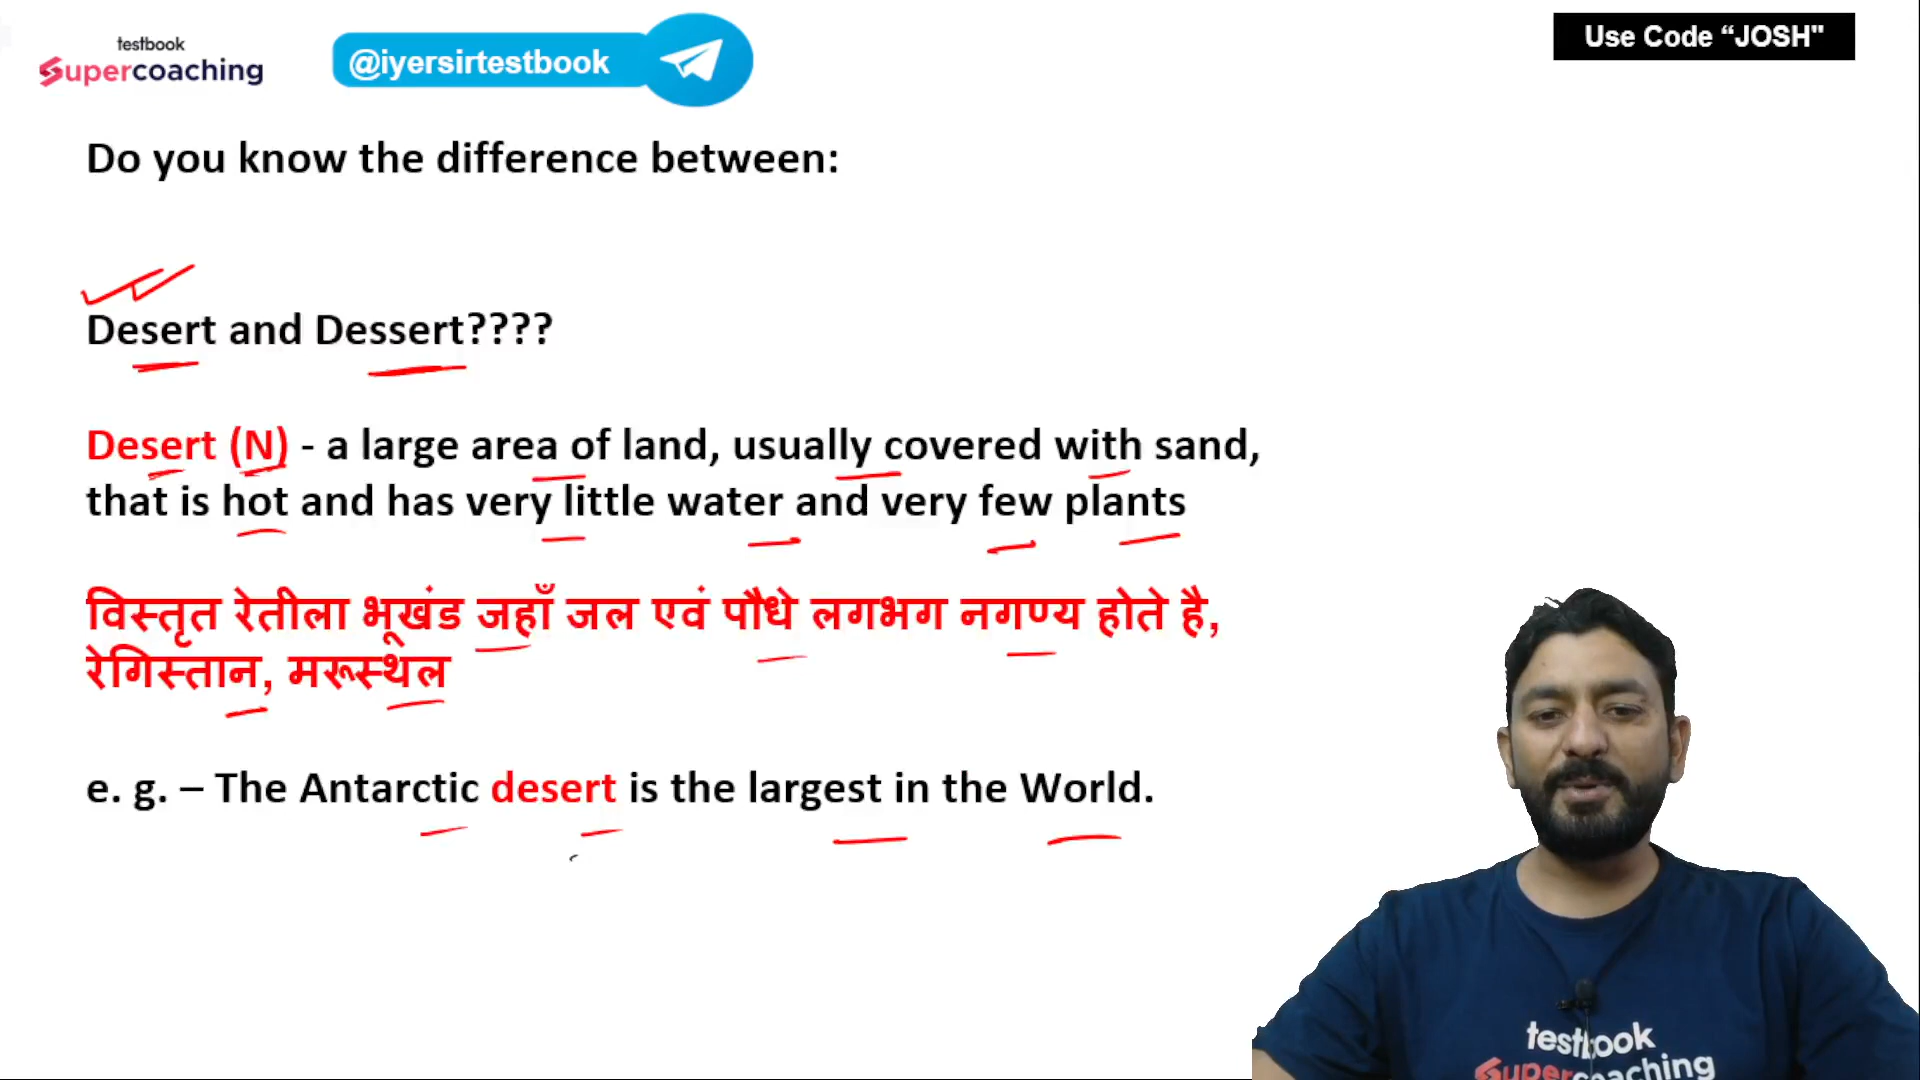 testbook
Supercoaching
@iyersirtestbook
Use Code “JOSH"
Do you know the difference between:
Desert and Dessert????
Desert (N) - a large area of land, usually covered with sand,
that is hot and has very little water and very few plants
विस्तृत रेतीला भूखंड जहाँ जल एवं पौधे लगभग नगण्य होते है,
रेगिस्तान, मरूस्थल
e. g. – The Antarctic desert is the largest in the World.
testbook
Supercoaching